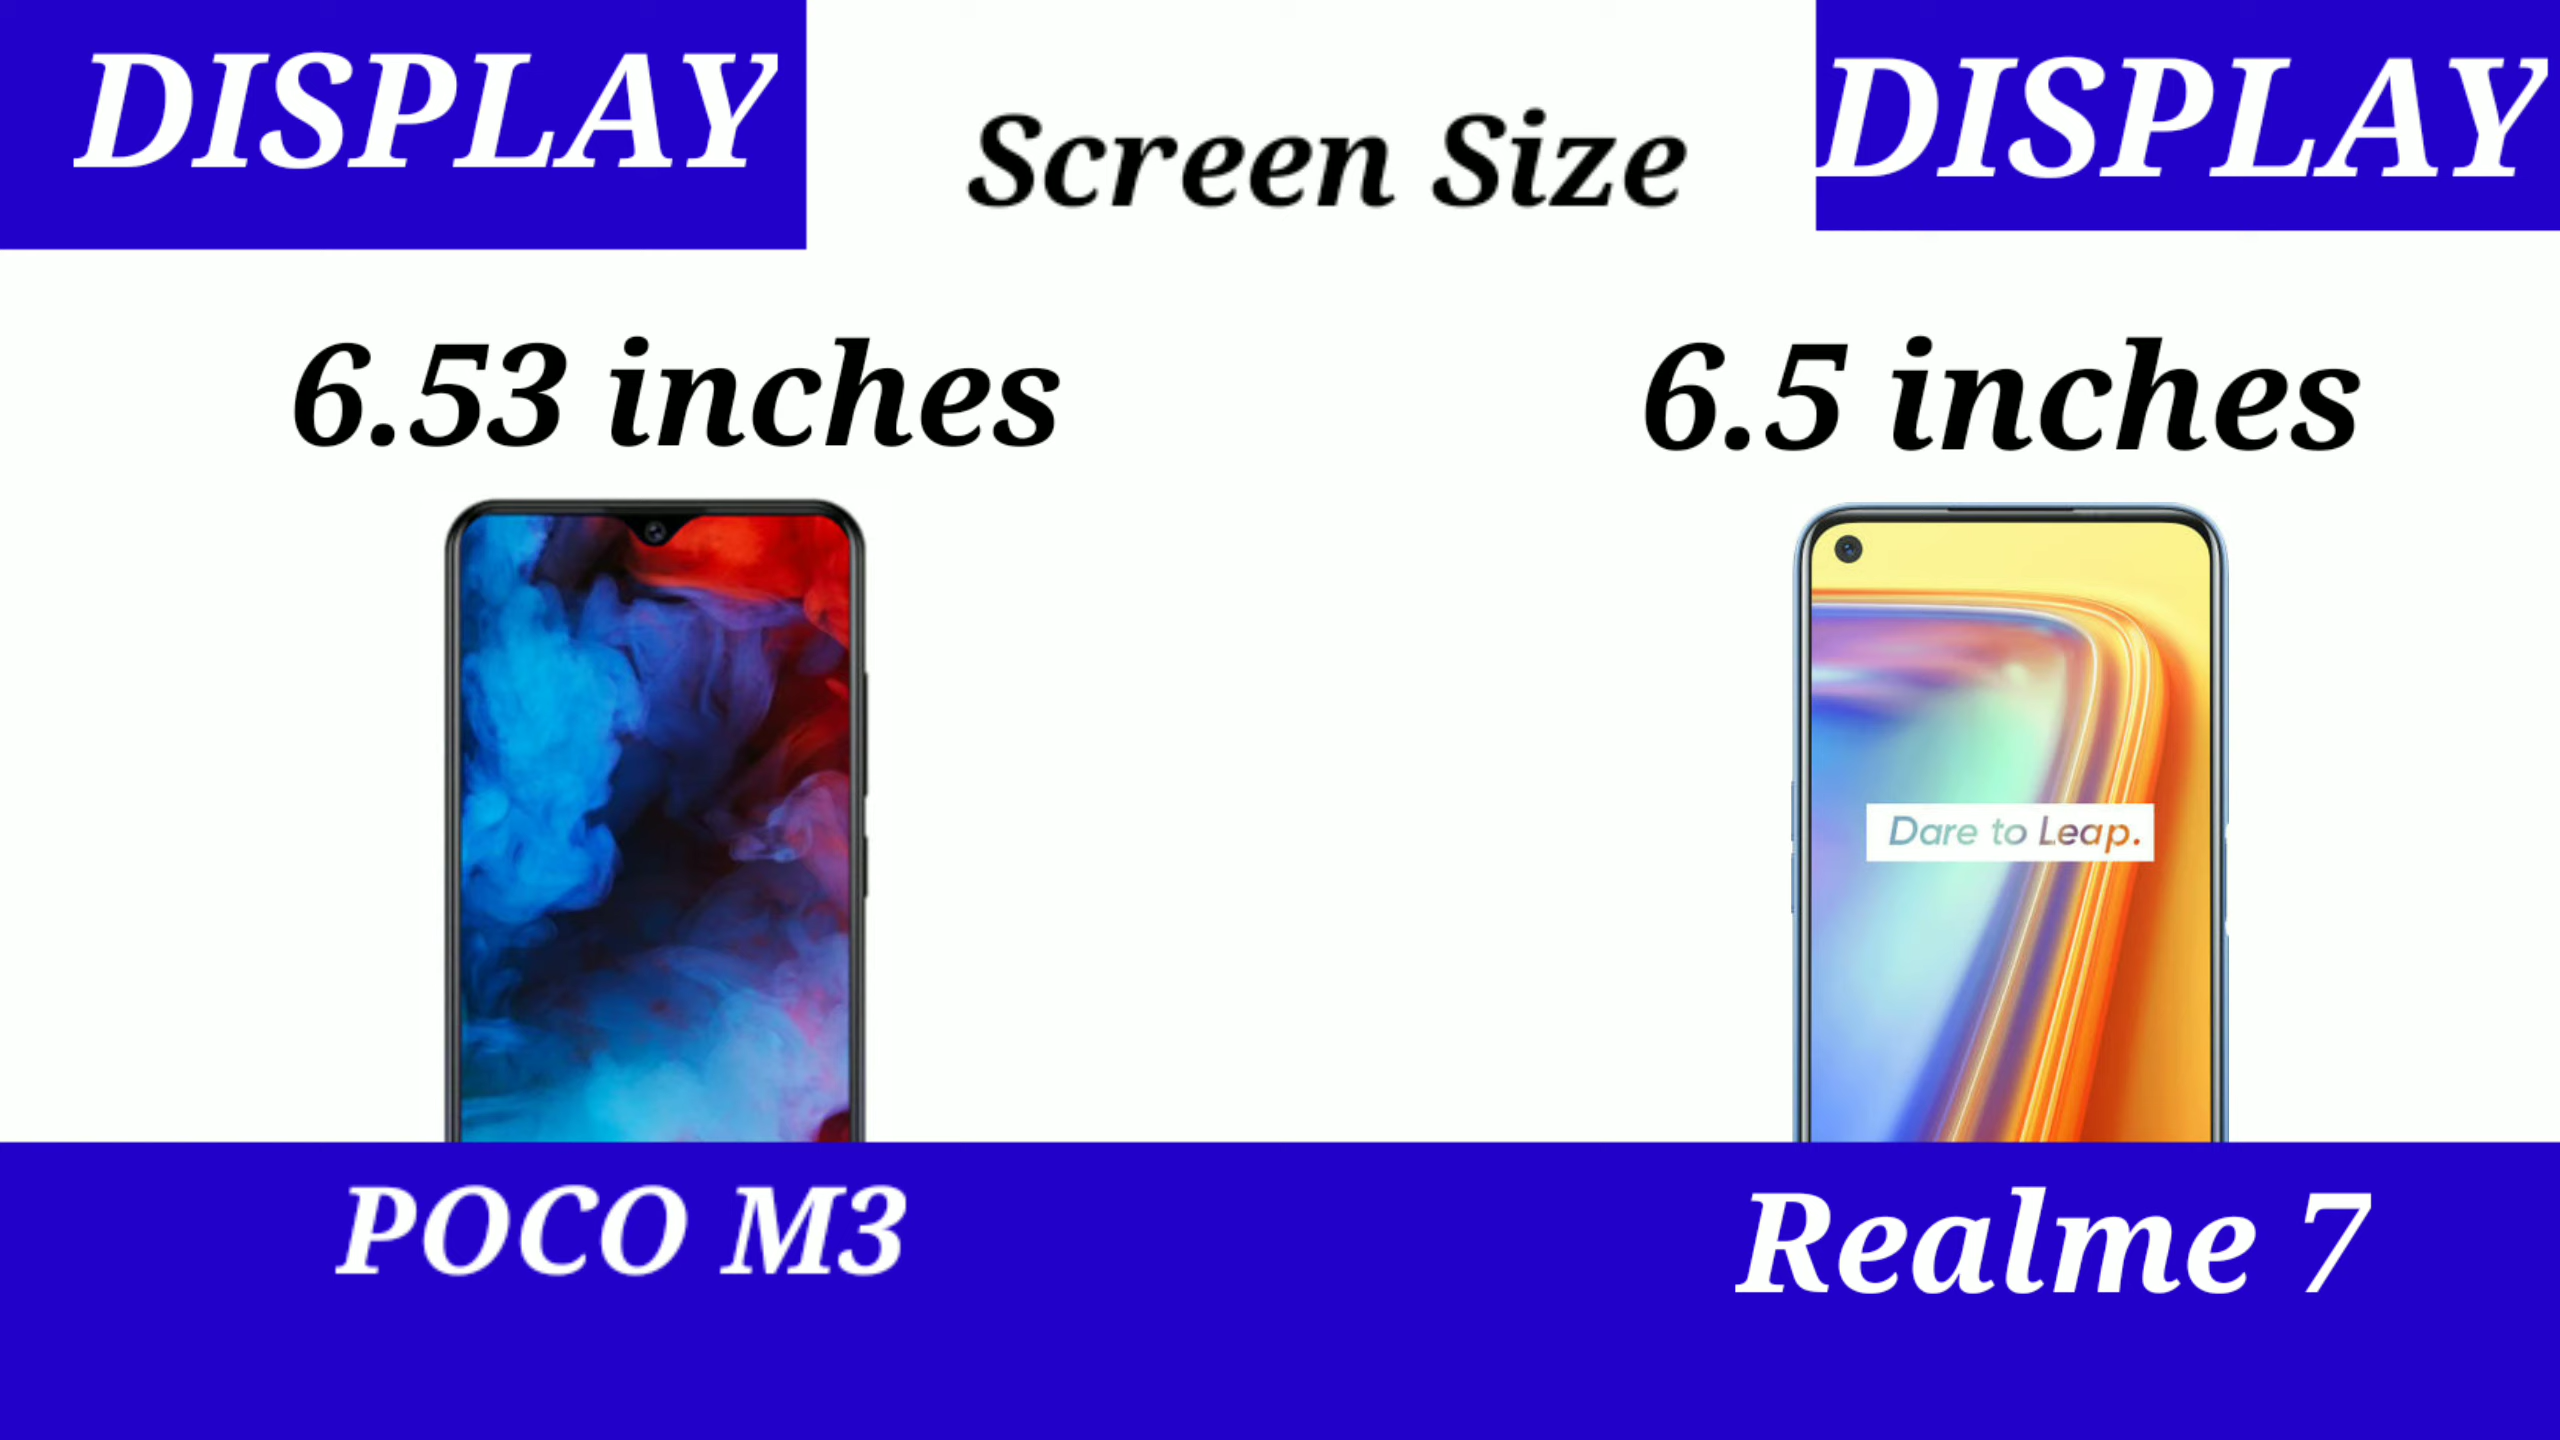 DISPLAY
Screen Size
DISPLAY
6.53 inches
6.5 inches
Dare to Leap.
POCO M3
Realme 7